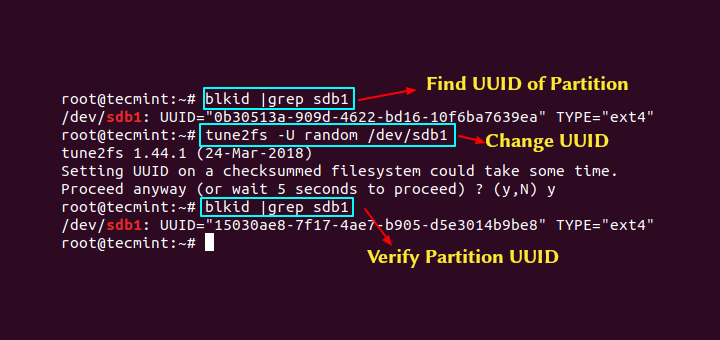 Find UUID of Partition
root@tecmint:~# blkid |grep sdb1
/dev/sdb1: UUID="0b30513a-909d-4622-bd16-10f6ba7639ea" TYPE="ext4"
root@tecmint:~# tune2fs -U random /dev/sdb1
Change UUID
tune2fs 1.44.1 (24-Mar-2018)
Setting UUID on a checksummed filesystem could take some time.
Proceed anyway (or wait 5 seconds to proceed) ? (y,N) y
root@tecmint:~# blkid |grep sdb1
/dev/sdb1: UUID="15030ae8-7f17-4ae7-b905-d5e3014b9be8" TYPE="ext4"
root@tecmint:~#
Verify Partition UUID